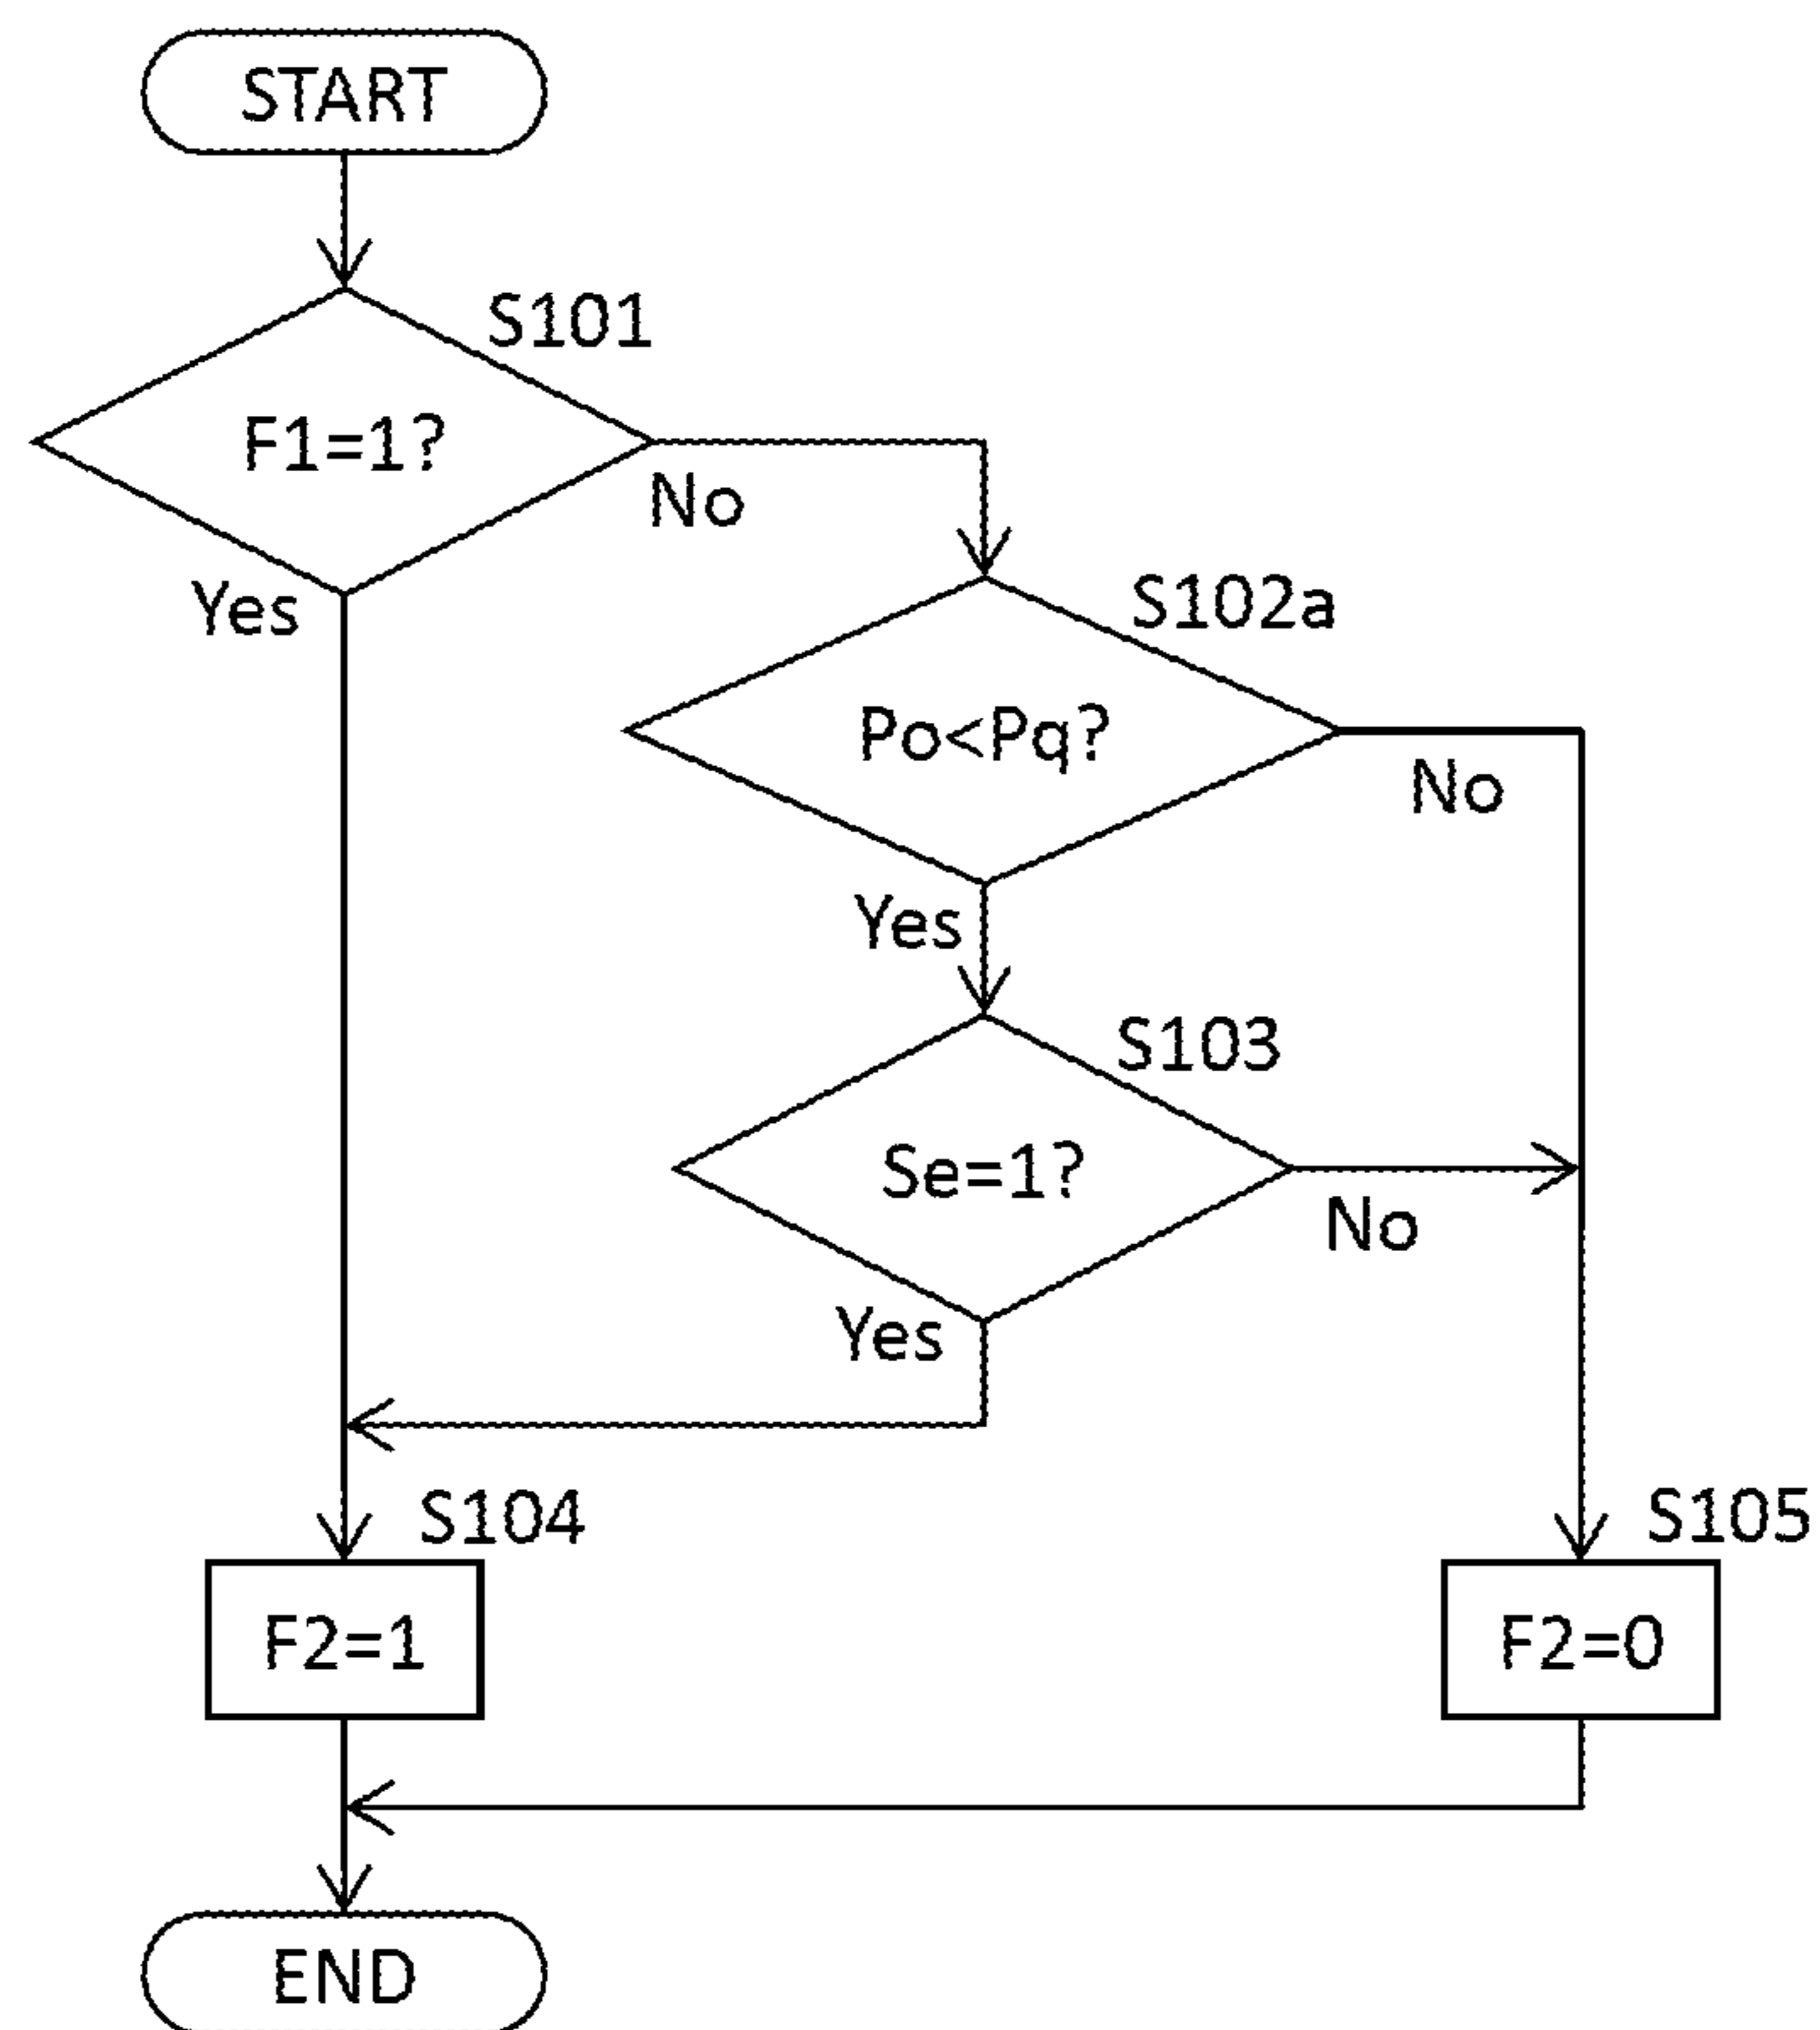 START
S101
F1=1?
No
Yes
S102a
Po<Pq?
No
Yes
S103
Se=1?
No
Yes
S104
S105
F2=1
F2=0
END